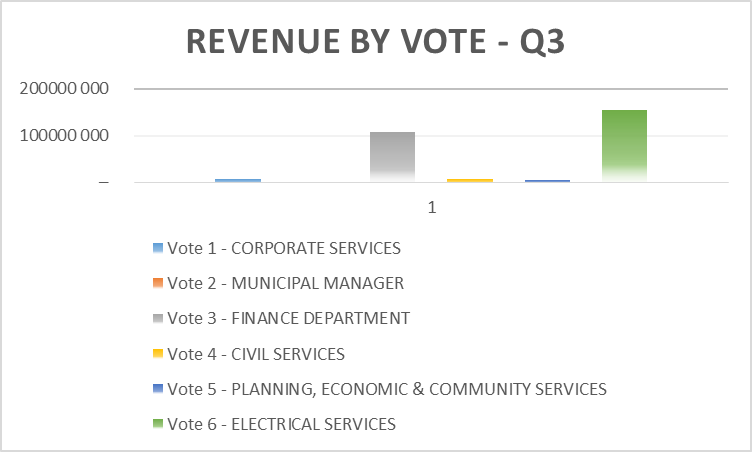 REVENUE BY VOTE - Q3
200000 000
100000 000
–
1
Vote 1 - CORPORATE SERVICES
Vote 2 - MUNICIPAL MANAGER
Vote 3 - FINANCE DEPARTMENT
Vote 4 - CIVIL SERVICES
Vote 5 - PLANNING, ECONOMIC & COMMUNITY SERVICES
Vote 6 - ELECTRICAL SERVICES